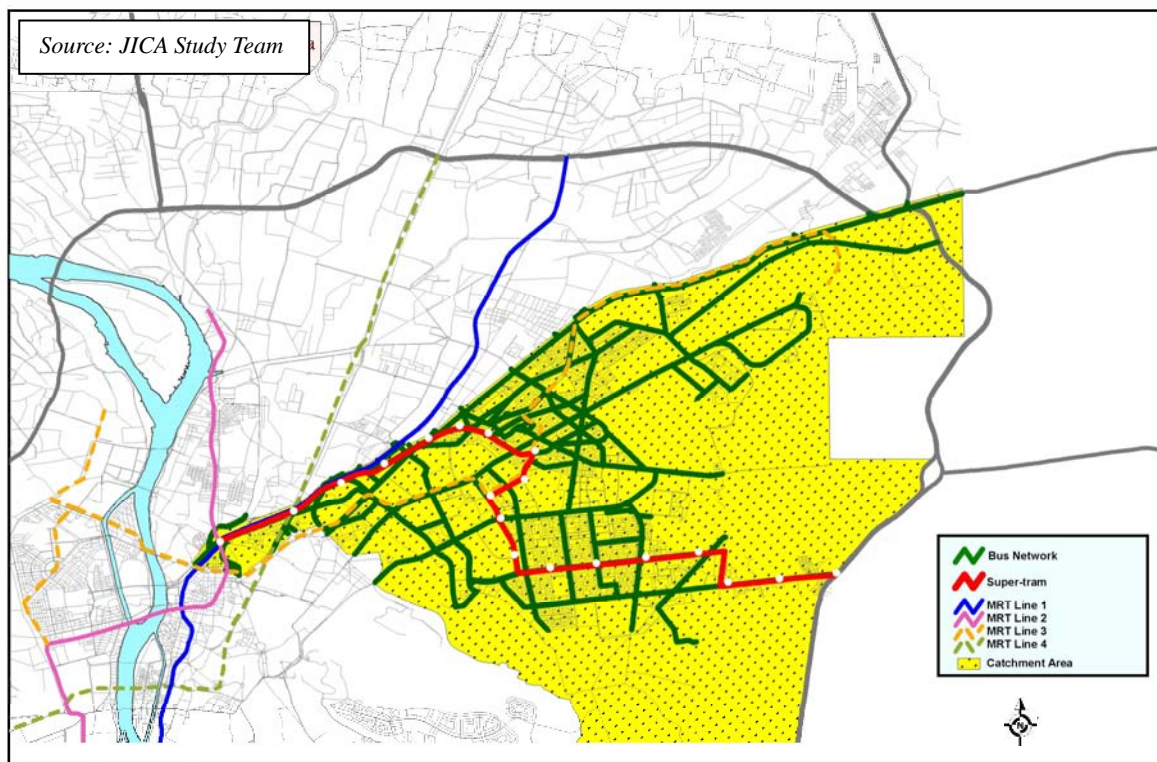 Source: JICA Study Team
a
Bus Network
Super-tram
MRT Line 1
MRT Line 2
MRT Line 3
MRT Line 4
Catchment Area
N